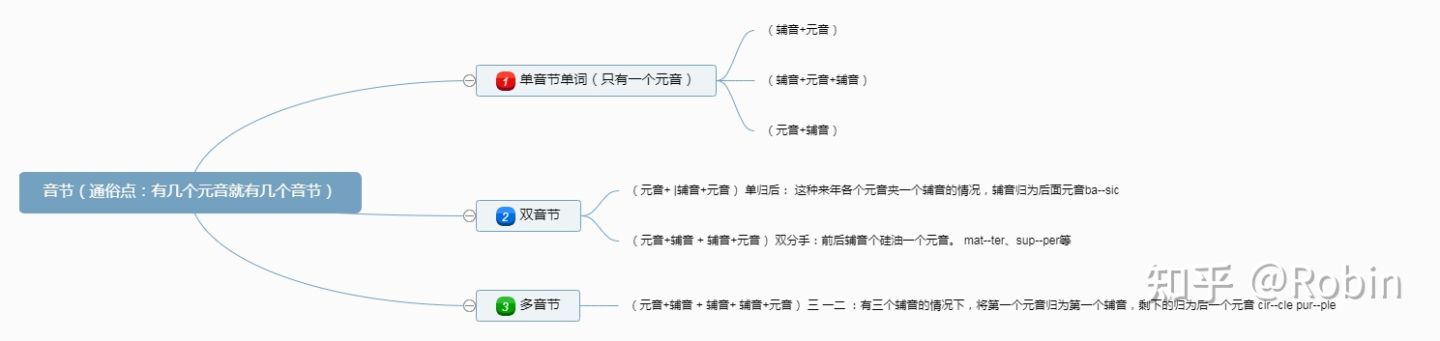 （辅音+元音）
1 单音节单词（只有一个元音）
（辅音+元音+辅音）
（元音+辅音）
音节（通俗点：有几个元音就有几个音节）
（元音+ |辅音+元音） 单归后： 这种来年各个元音夹一个辅音的情况，辅音归为后面元音ba--sic
2 双音节
（元音+辅音 + 辅音+元音） 双分手：前后辅音个硅油一个元音。 mat--ter、sup--per等
3 多音节
（元音+辅音 + 辅音+ 辅音+元音） 三 一二 ：有三个辅音的情况下，将第一个元音归为第一个辅音，剩下的归为后一个元音 cir--cle pur--ple
知乎 @Robin